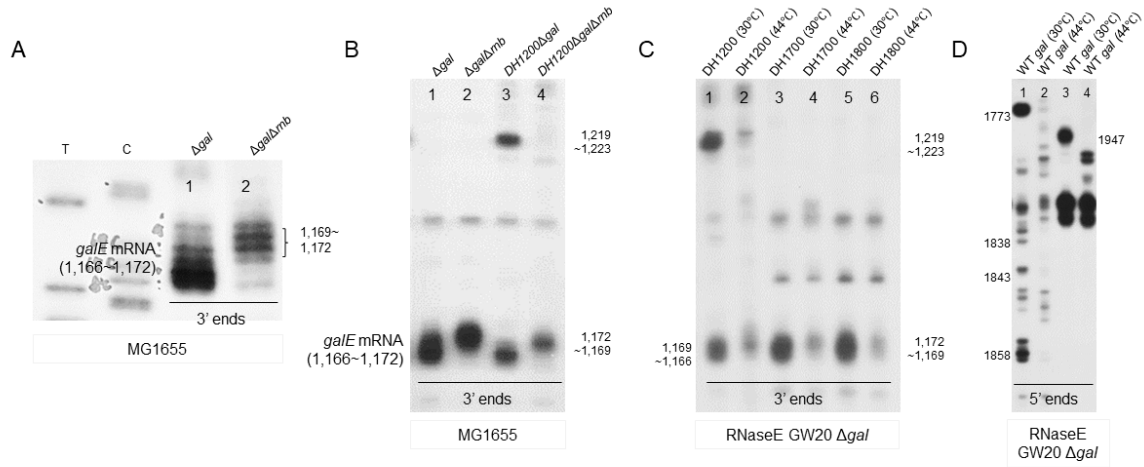 A
T
C
Δgal
ΔgalΔrnb
1
2
galE mRNA
(1,166~1,172)
1,169~
1,172
3’ ends
MG1655
B
Δgal
ΔgalΔrnb
DH1200Δgal
DH1200ΔgalΔrnb
1
2
3
4
1,219
~1,223
galE mRNA
(1,166~1,172)
1,172
~1,169
3’ ends
MG1655
C
DH1200 (30°C)
DH1200 (44°C)
DH1700 (30°C)
DH1700 (44°C)
DH1800 (30°C)
DH1800 (44°C)
1
2
3
4
5
6
1,219
~1,223
1,169
~1,166
1,172
~1,169
3’ ends
RNaseE GW20 Δgal
D
WT gal (30°C)
WT gal (44°C)
WT gal (30°C)
WT gal (44°C)
1
2
3
4
1773
1947
1838
1843
1858
5’ ends
RNaseE
GW20 Δgal